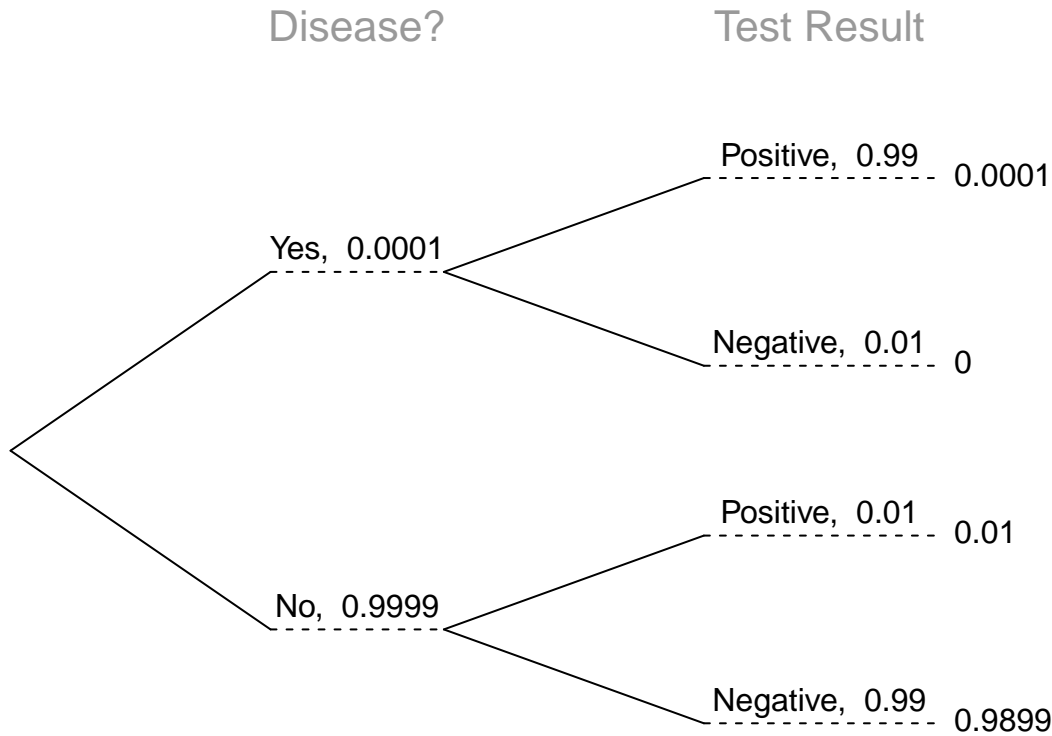 Disease? Test Result
Positive, 0.99 0.0001
Yes, 0.0001
Negative, 0.01 0
Positive, 0.01 0.01
No, 0.9999
Negative, 0.99 0.9899